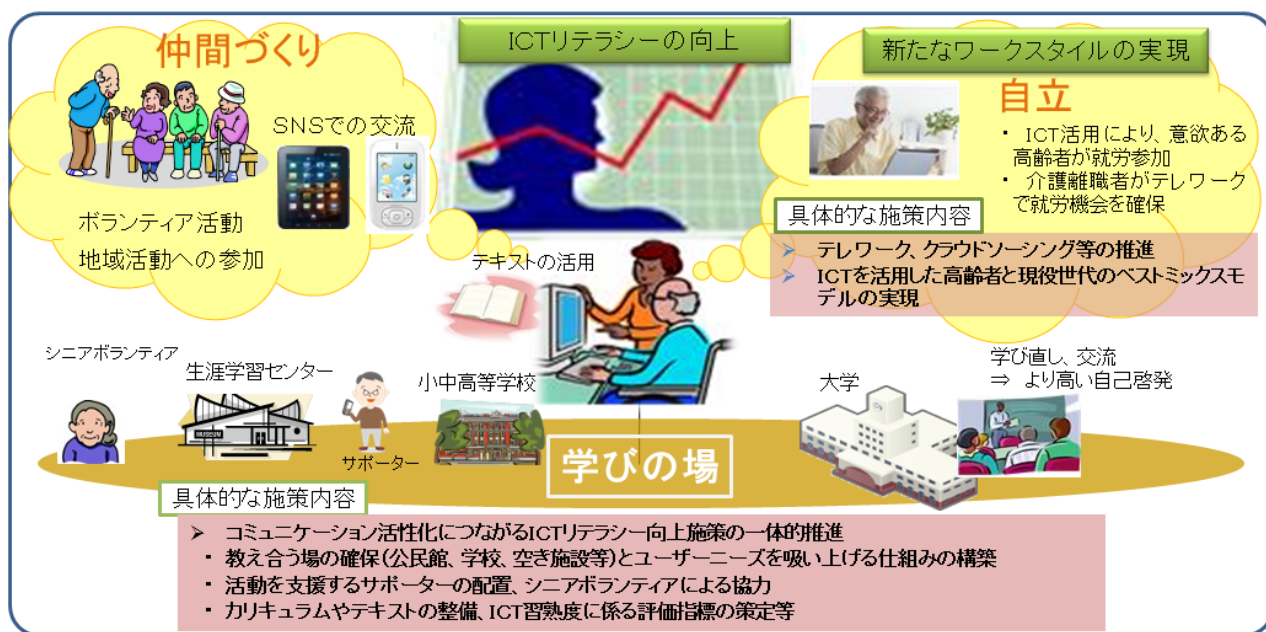 仲間づくり
SNSでの交流
ボランティア活動
地域活動への参加
ICTリテラシーの向上
新たなワークスタイルの実現
自立
・ ICT活用により、意欲ある
高齢者が就労参加
・ 介護離職者がテレワーク
で就労機会を確保
具体的な施策内容
➢ テレワーク、クラウドソーシング等の推進
➢ ICTを活用した高齢者と現役世代のベストミックスモ
デルの実現
テキストの活用
シニアボランティア
生涯学習センター
MUSEUM
サポーター
小中高等学校
大学
学び直し、交流
⇒ より高い自己啓発
学びの場
具体的な施策内容
➢ コミュニケーション活性化につながるICTリテラシー向上施策の一体的推進
・ 教え合う場の確保(公民館、学校、空き施設等)とユーザーニーズを吸い上げる仕組みの構築
・ 活動を支援するサポーターの配置、シニアボランティアによる協力
・ カリキュラムやテキストの整備、ICT習熟度に係る評価指標の策定等